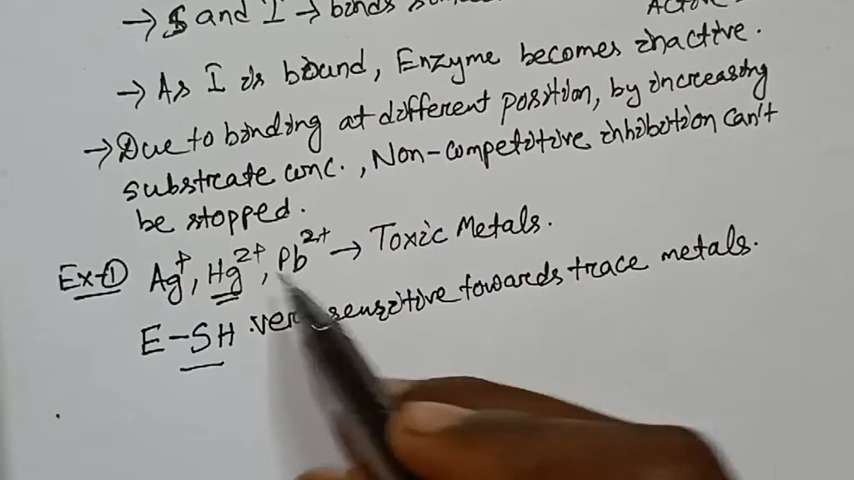 → S and I → binds
→ As I is bound, Enzyme becomes inactive.
→ Due to binding at different position, by increasing
substrate conc., Non-competitive inhibition can't
be stopped.
Ex-① Ag⁺, Hg²⁺, Pb²⁺ → Toxic Metals.
E-SH sensitive towards trace metals.